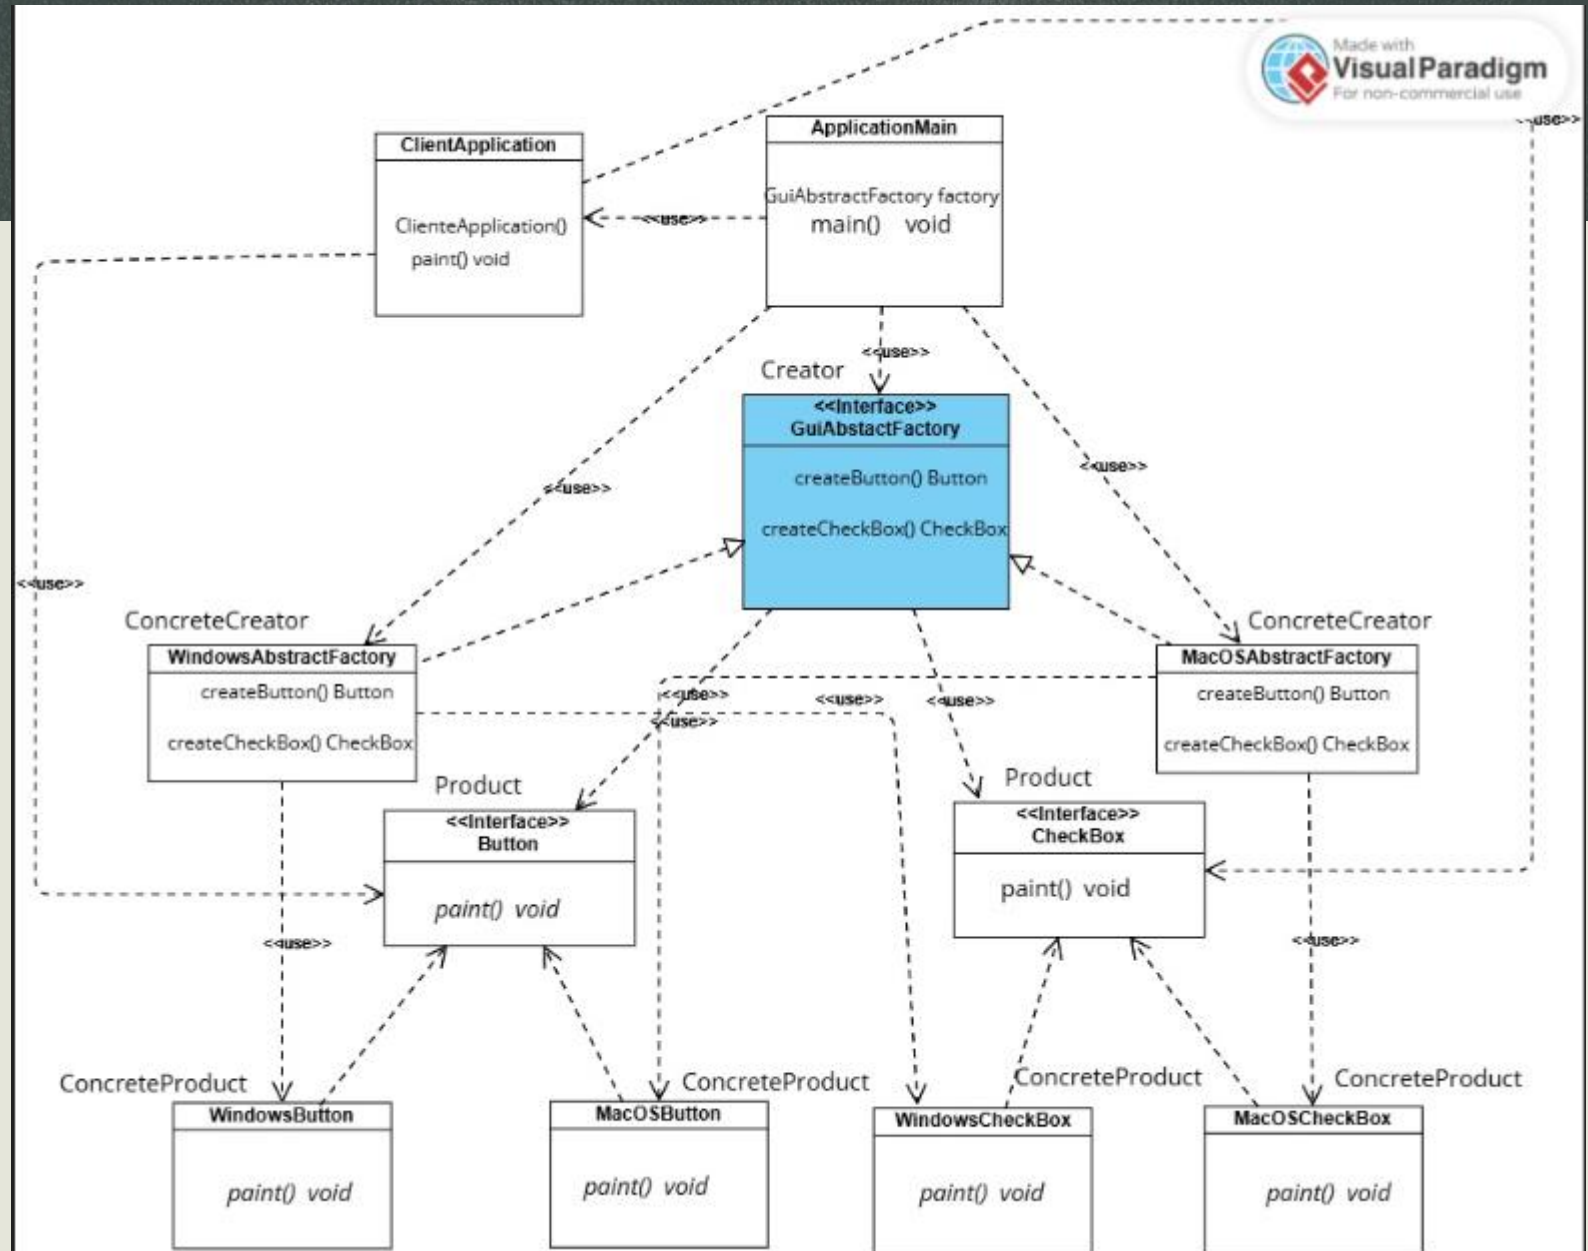 Made with
Visual Paradigm
For non-commercial use
<<use>>
ApplicationMain
GuiAbstractFactory factory
main() void
ClientApplication
ClienteApplication()
paint() void
<<use>>
<<use>>
Creator
<<Interface>>
GuiAbstactFactory
createButton() Button
createCheckBox() CheckBox
<<use>>
<<use>>
<<use>>
ConcreteCreator
WindowsAbstractFactory
createButton() Button
createCheckBox() CheckBox
ConcreteCreator
MacOSAbstractFactory
createButton() Button
createCheckBox() CheckBox
<<use>>
<<use>>
<<use>>
<<use>>
Product
<<Interface>>
Button
paint() void
Product
<<Interface>>
CheckBox
paint() void
<<use>>
<<use>>
ConcreteProduct
WindowsButton
paint() void
ConcreteProduct
MacOSButton
paint() void
ConcreteProduct
WindowsCheckBox
paint() void
ConcreteProduct
MacOSCheckBox
paint() void